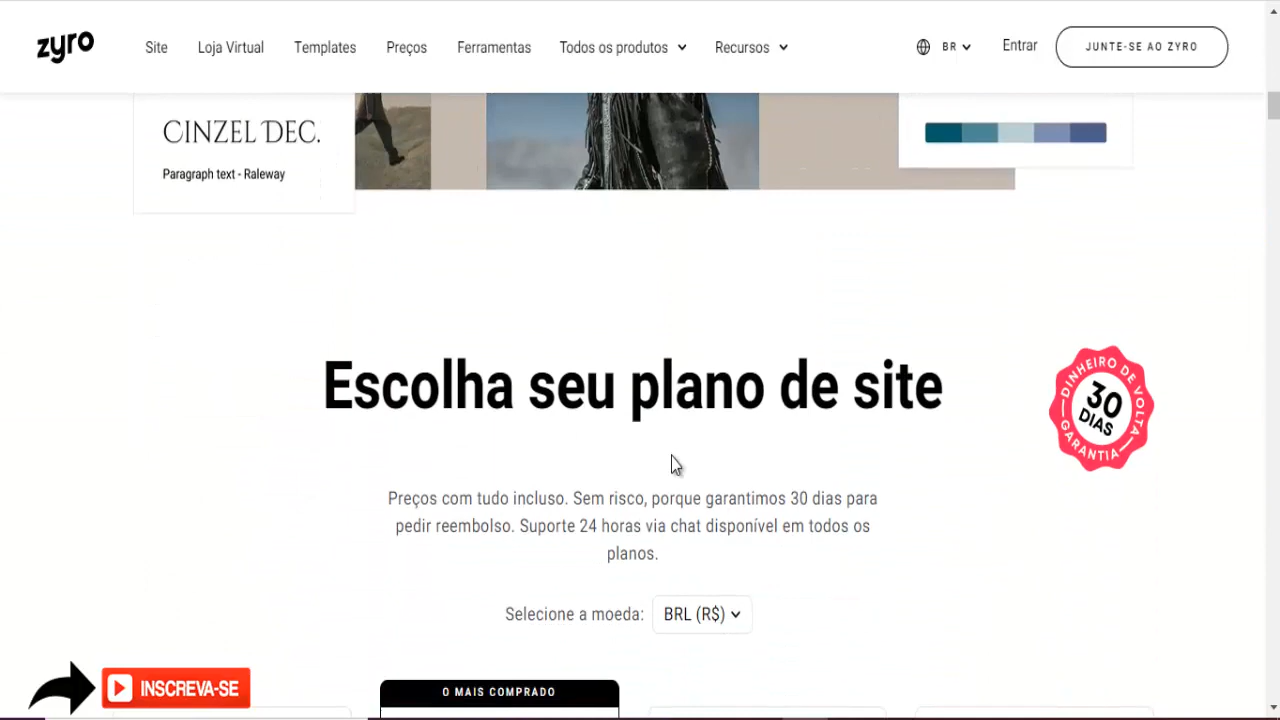 zyro
Site
Loja Virtual
Templates
Preços
Ferramentas
Todos os produtos
Recursos
BR
Entrar
JUNTE-SE AO ZYRO
CINZEL DEC.
Paragraph text - Raleway
Escolha seu plano de site
DINHEIRO DE VOLTA
30
DIAS
GARANTIA
Preços com tudo incluso. Sem risco, porque garantimos 30 dias para
pedir reembolso. Suporte 24 horas via chat disponível em todos os
planos.
Selecione a moeda:
BRL (R$)
INSCREVA-SE
O MAIS COMPRADO